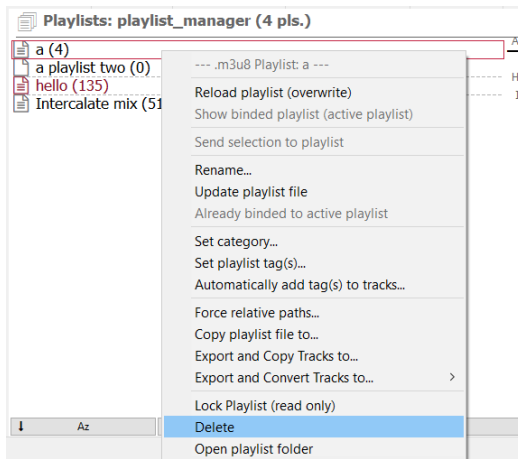 Playlists: playlist_manager (4 pls.)
a (4)
a playlist two (0)
hello (135)
Intercalate mix (51
--- .m3u8 Playlist: a ---
Reload playlist (overwrite)
Show binded playlist (active playlist)
Send selection to playlist
Rename...
Update playlist file
Already binded to active playlist
Set category...
Set playlist tag(s)...
Automatically add tag(s) to tracks...
Force relative paths...
Copy playlist file to...
Export and Copy Tracks to...
Export and Convert Tracks to...
Lock Playlist (read only)
Delete
Open playlist folder
A
H
Az